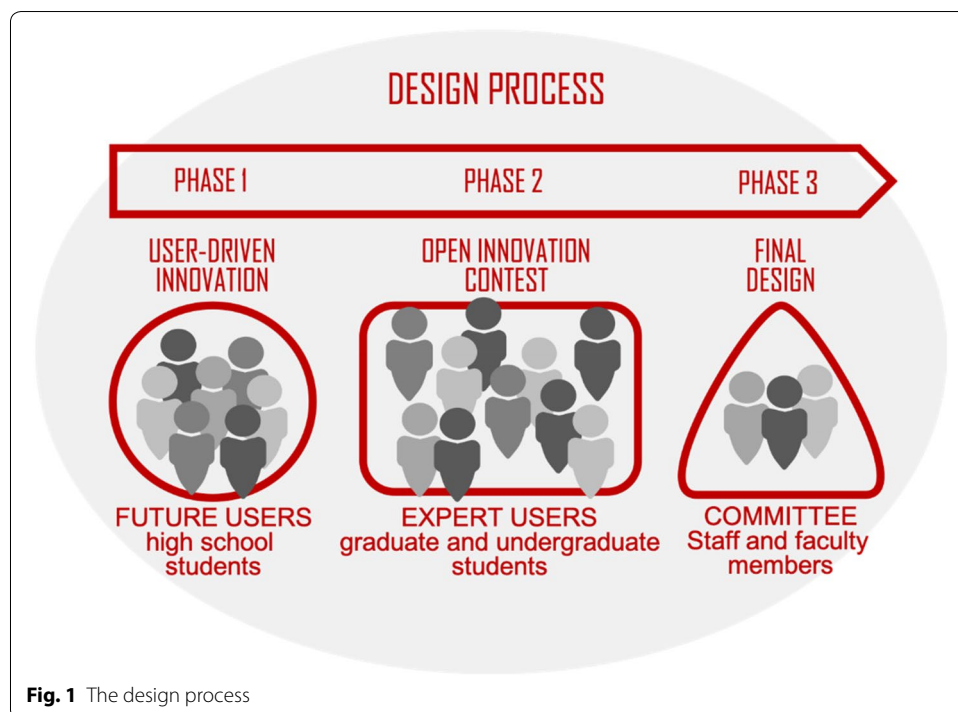 DESIGN PROCESS
PHASE 1
PHASE 2
PHASE 3
USER-DRIVEN
INNOVATION
OPEN INNOVATION
CONTEST
FINAL
DESIGN
FUTURE USERS
high school
students
EXPERT USERS
graduate and undergraduate
students
COMMITTEE
Staff and faculty
members
Fig. 1 The design process